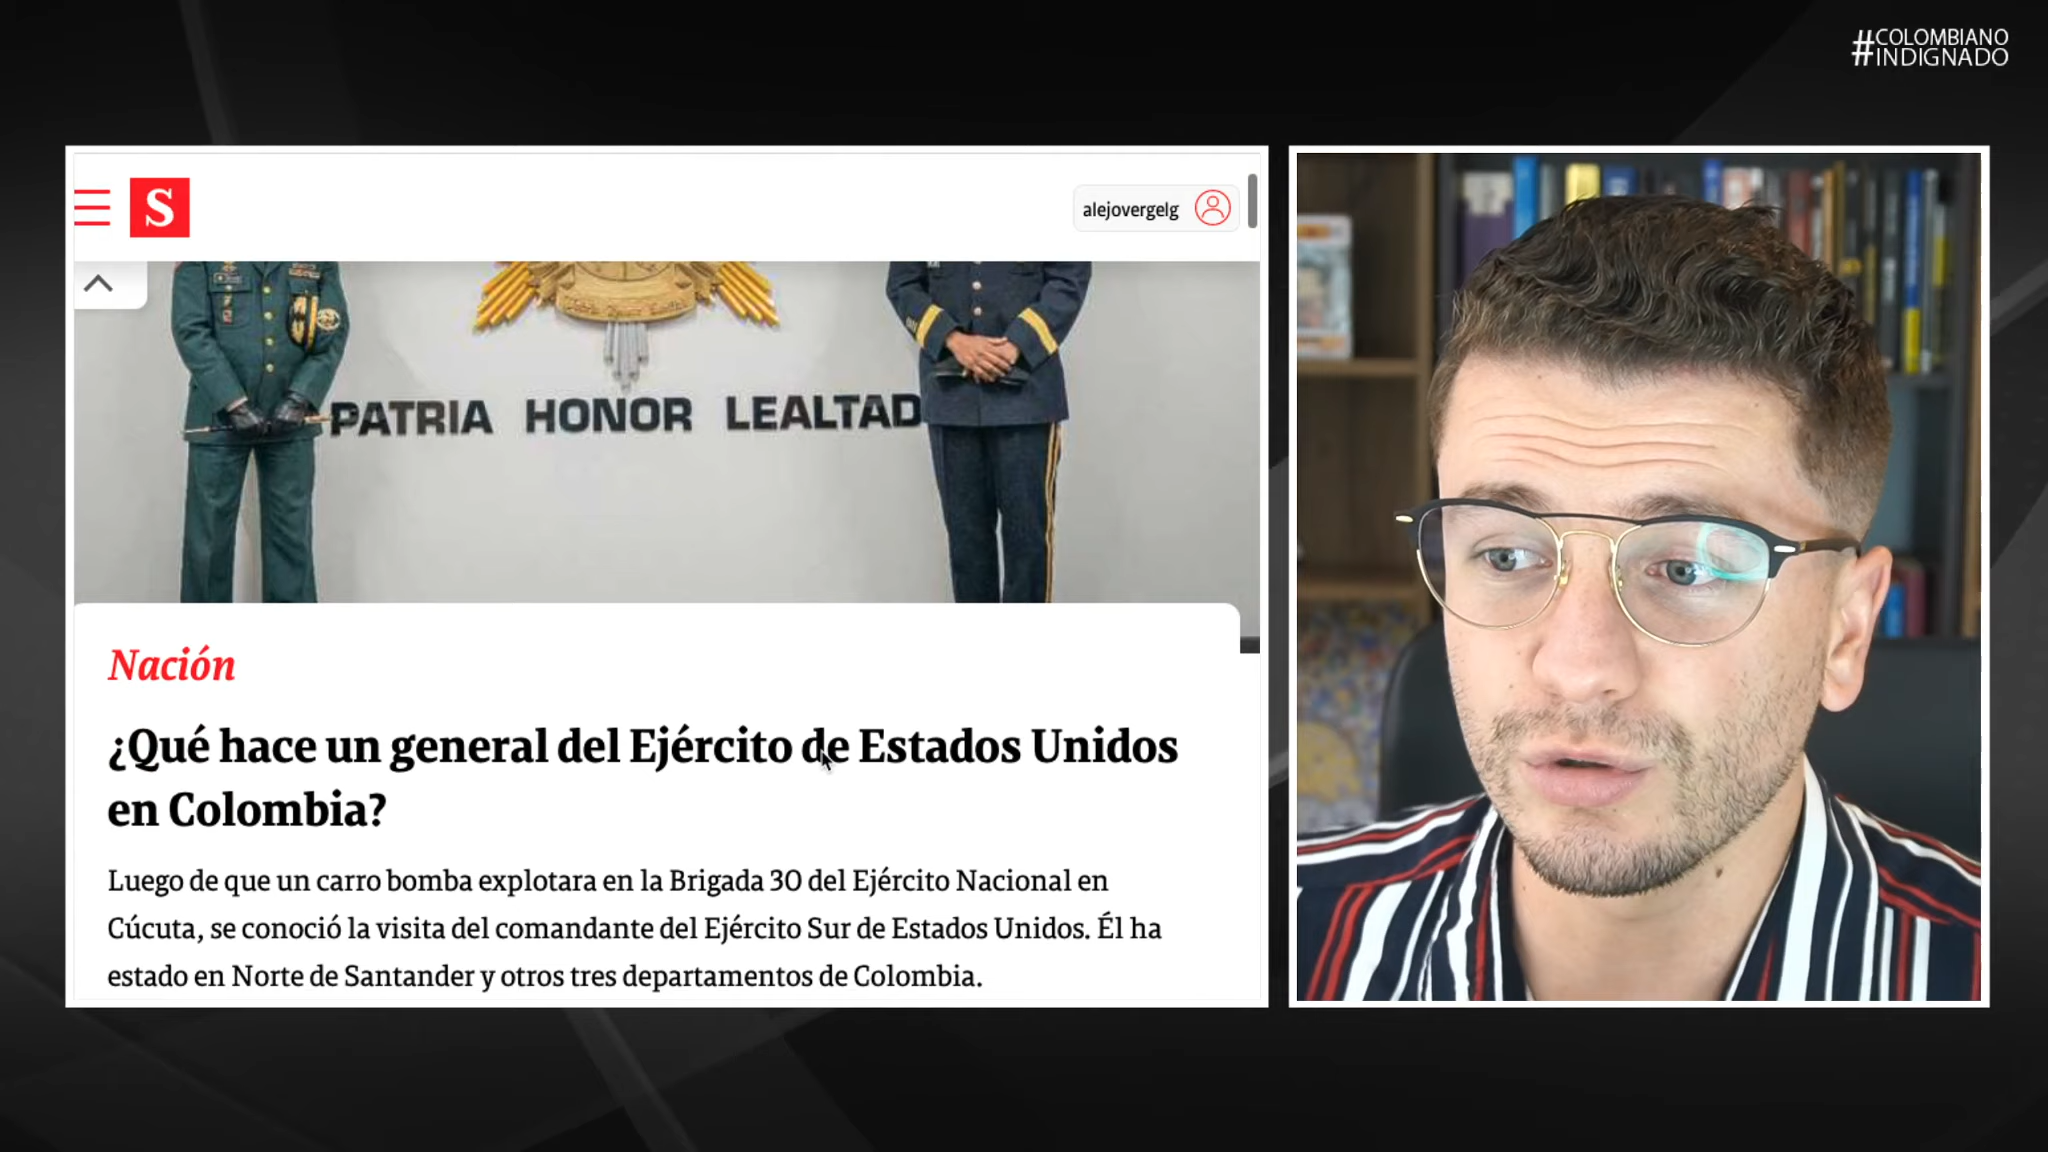 #COLOMBIANO
INDIGNADO
S
alejovergelg
PATRIA HONOR LEALTAD
Nación
¿Qué hace un general del Ejército de Estados Unidos
en Colombia?
Luego de que un carro bomba explotara en la Brigada 30 del Ejército Nacional en
Cúcuta, se conoció la visita del comandante del Ejército Sur de Estados Unidos. Él ha
estado en Norte de Santander y otros tres departamentos de Colombia.